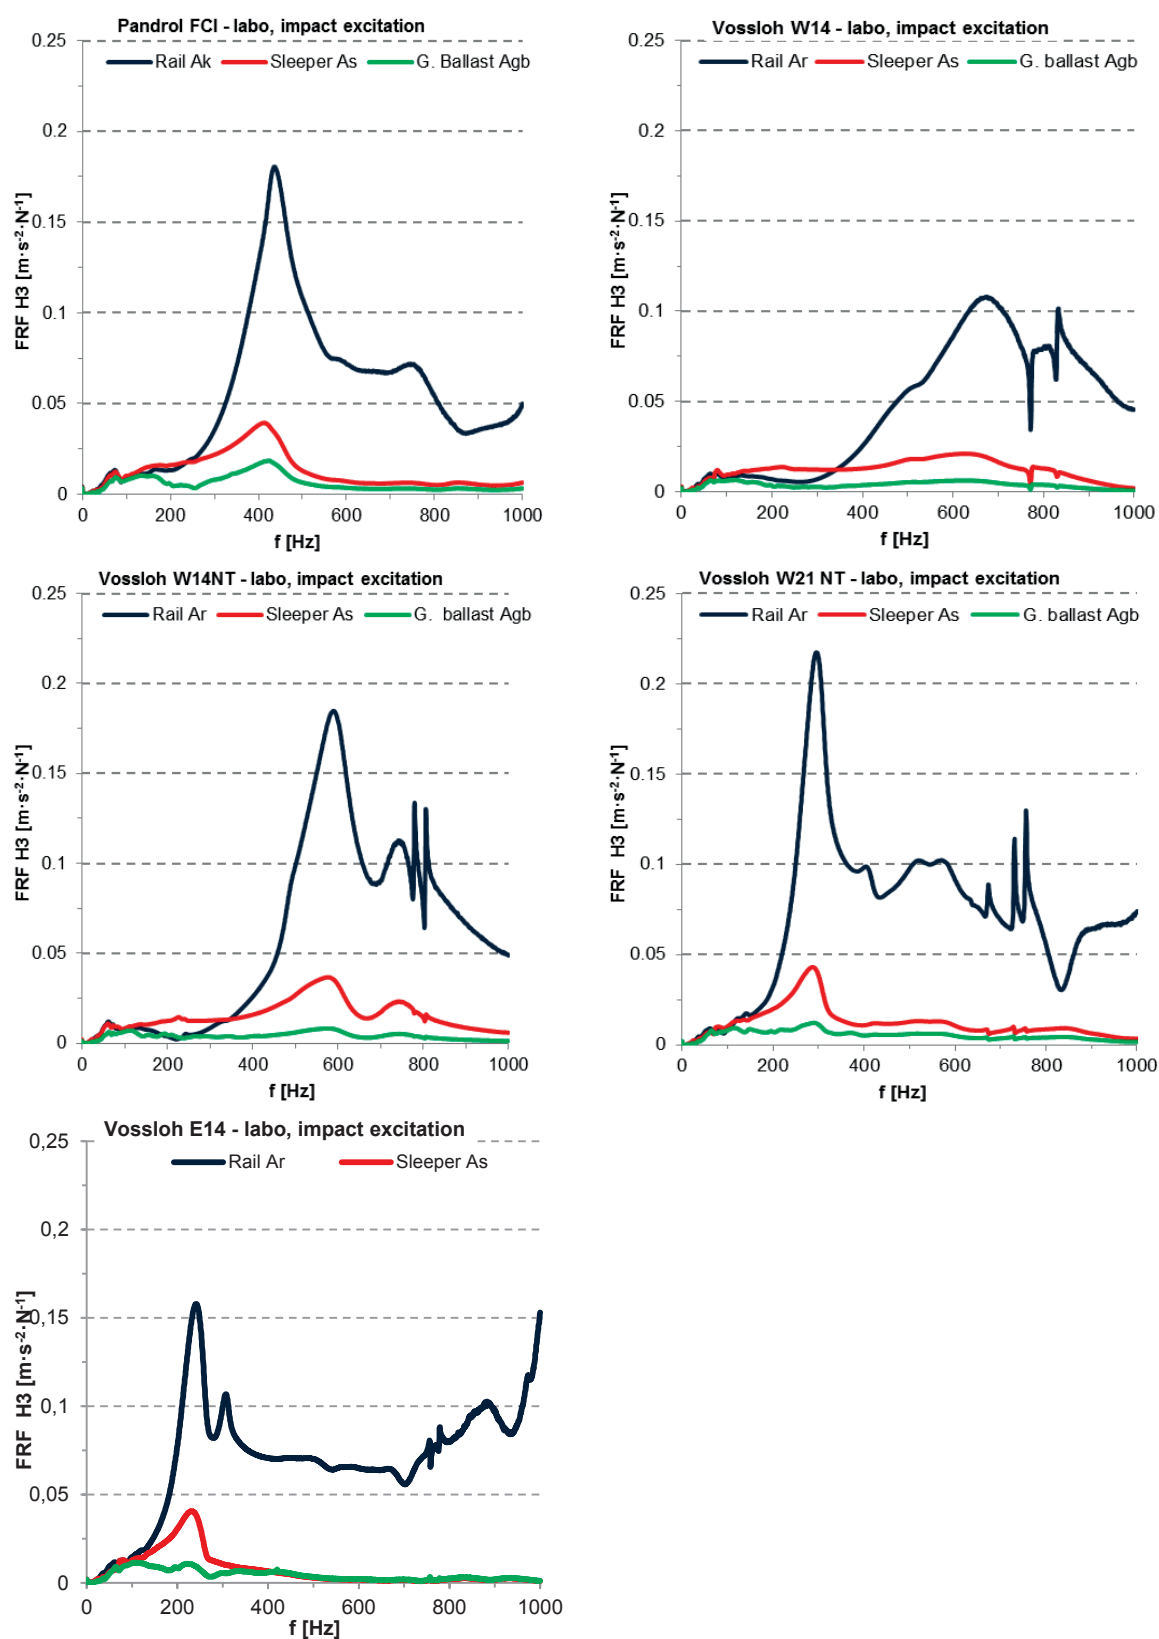 Pandrol FCI - labo, impact excitation
0.25
Rail Ak Sleeper As G. Ballast Agb
0.2
0.15
0.1
0.05
0
FRF H3 [m·s-2·N-1]
0 200 400 600 800 1000
f [Hz]
Vossloh W14 - labo, impact excitation
0.25
Rail Ar Sleeper As G. ballast Agb
0.2
0.15
0.1
0.05
0
FRF H3 [m·s-2·N-1]
0 200 400 600 800 1000
f [Hz]
Vossloh W14NT - labo, impact excitation
0.25
Rail Ar Sleeper As G. ballast Agb
0.2
0.15
0.1
0.05
0
FRF H3 [m·s-2·N-1]
0 200 400 600 800 1000
f [Hz]
Vossloh W21 NT - labo, impact excitation
0.25
Rail Ar Sleeper As G. ballast Agb
0.2
0.15
0.1
0.05
0
FRF H3 [m·s-2·N-1]
0 200 400 600 800 1000
f [Hz]
Vossloh E14 - labo, impact excitation
0,25
Rail Ar Sleeper As
0,2
0,15
0,1
0,05
0
FRF H3 [m·s-2·N-1]
0 200 400 600 800 1000
f [Hz]